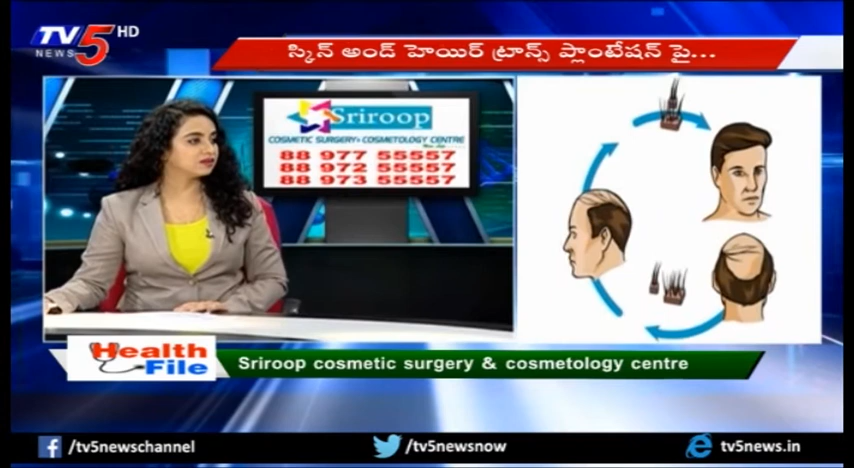 TV5 HD
NEWS
స్కిన్ అండ్ హెయిర్ ట్రాన్స్ ప్లాంటేషన్ పై...
Sriroop
COSMETIC SURGERY & COSMETOLOGY CENTRE
88 977 55557
88 972 55557
88 973 55557
Health
File
Sriroop cosmetic surgery & cosmetology centre
/tv5newschannel
/tv5newsnow
tv5news.in